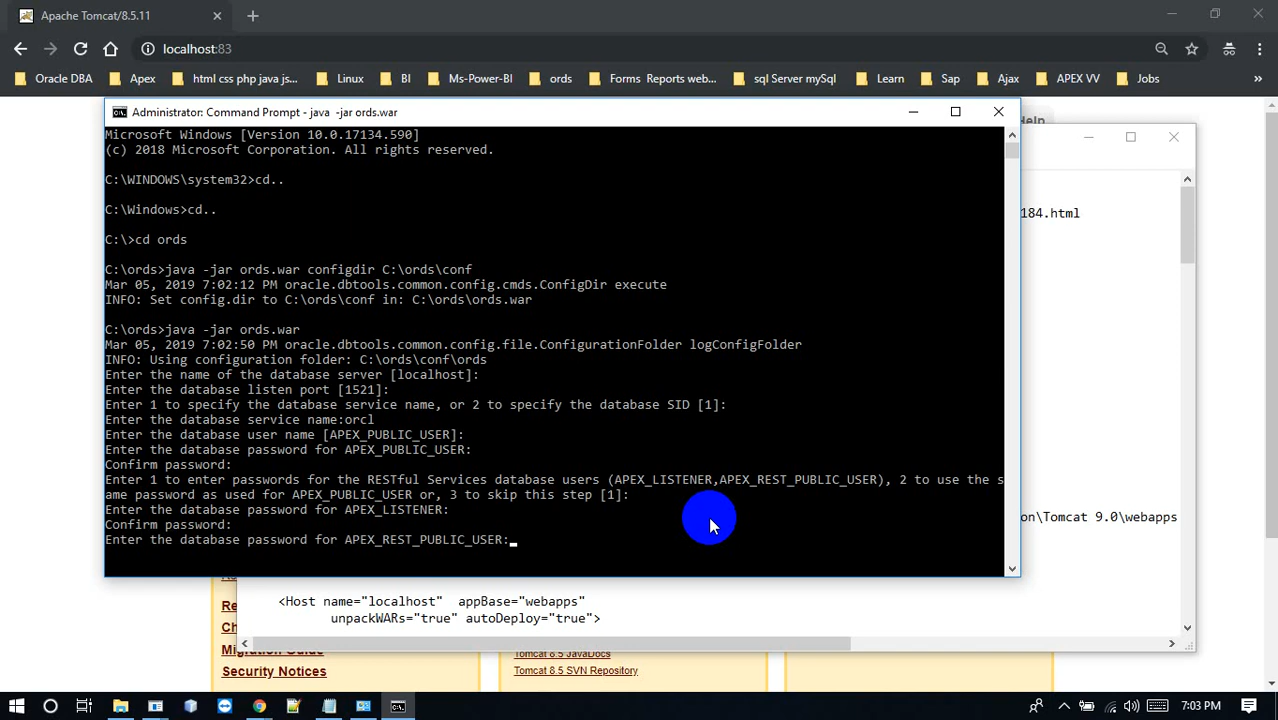 Apache Tomcat/8.5.11
localhost:83
Oracle DBA
Apex
html css php java js...
Linux
BI
Ms-Power-BI
ords
Forms Reports web...
sql Server mySql
Learn
Sap
Ajax
APEX VV
Jobs
»
Administrator: Command Prompt - java -jar ords.war
Help
Microsoft Windows [Version 10.0.17134.590]
(c) 2018 Microsoft Corporation. All rights reserved.
C:\WINDOWS\system32>cd..
C:\Windows>cd..
184.html
C:\>cd ords
C:\ords>java -jar ords.war configdir C:\ords\conf
Mar 05, 2019 7:02:12 PM oracle.dbtools.common.config.cmds.ConfigDir execute
INFO: Set config.dir to C:\ords\conf in: C:\ords\ords.war
C:\ords>java -jar ords.war
Mar 05, 2019 7:02:50 PM oracle.dbtools.common.config.file.ConfigurationFolder logConfigFolder
INFO: Using configuration folder: C:\ords\conf\ords
Enter the name of the database server [localhost]:
Enter the database listen port [1521]:
Enter 1 to specify the database service name, or 2 to specify the database SID [1]:
Enter the database service name:orcl
Enter the database user name [APEX_PUBLIC_USER]:
Enter the database password for APEX_PUBLIC_USER:
Confirm password:
Enter 1 to enter passwords for the RESTful Services database users (APEX_LISTENER,APEX_REST_PUBLIC_USER), 2 to use the s
ame password as used for APEX_PUBLIC_USER or, 3 to skip this step [1]:
Enter the database password for APEX_LISTENER:
on\Tomcat 9.0\webapps
Confirm password:
Enter the database password for APEX_REST_PUBLIC_USER:
<Host name="localhost" appBase="webapps"
unpackWARs="true" autoDeploy="true">
Re
Ch
Migration Guide
Security Notices
Tomcat 8.5 JavaDocs
Tomcat 8.5 SVN Repository
7:03 PM